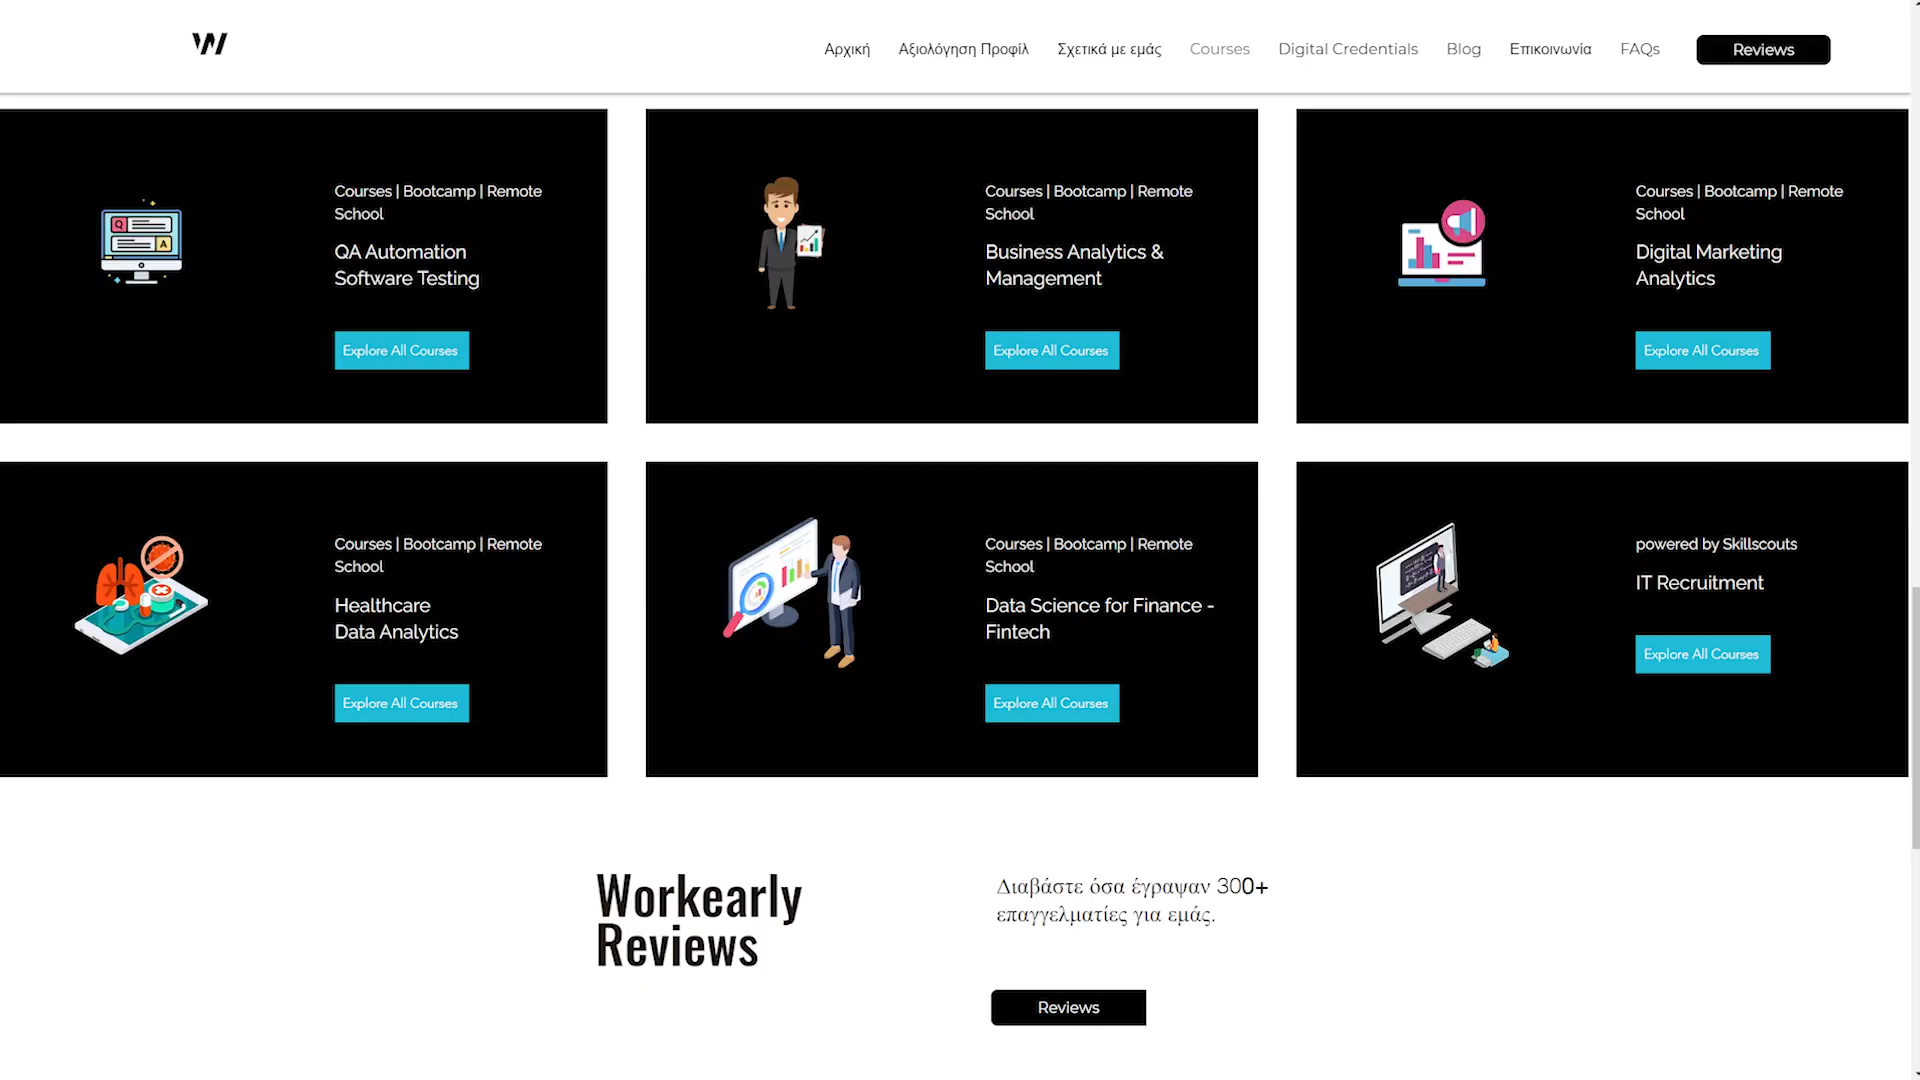 W
Αρχική Αξιολόγηση Προφίλ Σχετικά με εμάς Courses Digital Credentials Blog Επικοινωνία FAQs Reviews
Courses | Bootcamp | Remote
School
QA Automation
Software Testing
Explore All Courses
Q
A
Courses | Bootcamp | Remote
School
Business Analytics &
Management
Explore All Courses
Courses | Bootcamp | Remote
School
Digital Marketing
Analytics
Explore All Courses
Courses | Bootcamp | Remote
School
Healthcare
Data Analytics
Explore All Courses
Courses | Bootcamp | Remote
School
Data Science for Finance -
Fintech
Explore All Courses
powered by Skillscouts
IT Recruitment
Explore All Courses
Workearly
Reviews
Διαβάστε όσα έγραψαν 300+
επαγγελματίες για εμάς.
Reviews